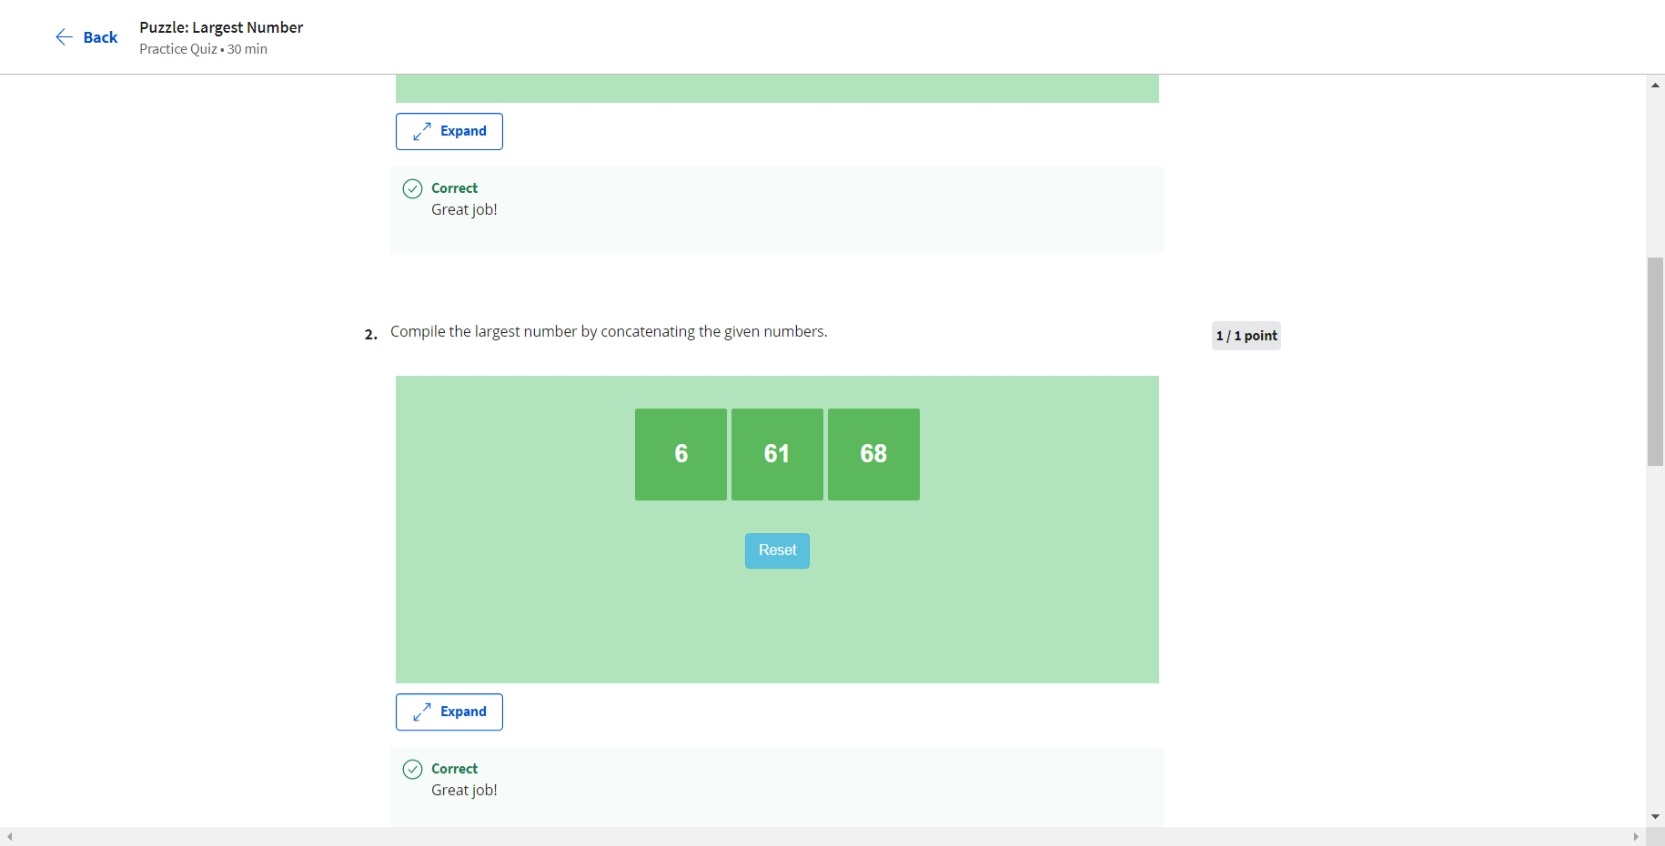 Back
Puzzle: Largest Number
Practice Quiz • 30 min
Expand
Correct
Great job!
2. Compile the largest number by concatenating the given numbers.
1 / 1 point
6 61 68
Reset
Expand
Correct
Great job!